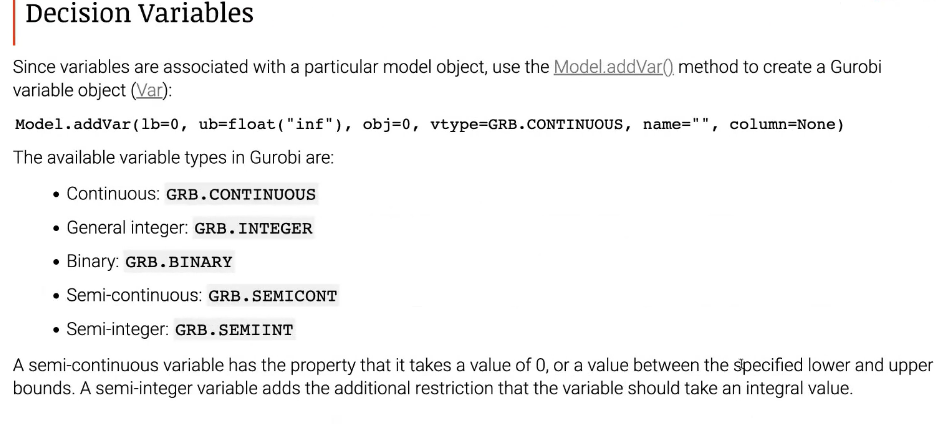 Decision Variables
Since variables are associated with a particular model object, use the Model.addVar() method to create a Gurobi
variable object (Var):
Model.addVar(lb=0, ub=float("inf"), obj=0, vtype=GRB.CONTINUOUS, name="", column=None)
The available variable types in Gurobi are:
• Continuous: GRB.CONTINUOUS
• General integer: GRB.INTEGER
• Binary: GRB.BINARY
• Semi-continuous: GRB.SEMICONT
• Semi-integer: GRB.SEMIINT
A semi-continuous variable has the property that it takes a value of 0, or a value between the specified lower and upper
bounds. A semi-integer variable adds the additional restriction that the variable should take an integral value.